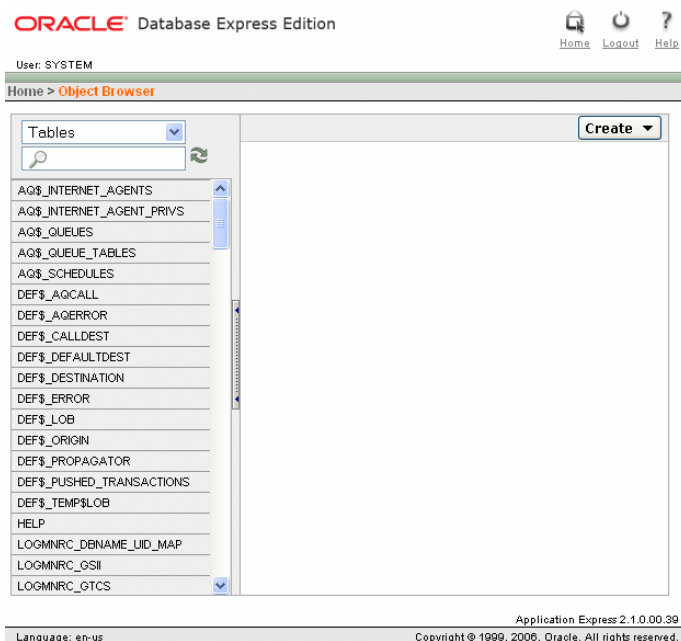 ORACLE® Database Express Edition
Home Logout Help
User: SYSTEM
Home > Object Browser
Tables
Create
AQ$_INTERNET_AGENTS
AQ$_INTERNET_AGENT_PRIVS
AQ$_QUEUES
AQ$_QUEUE_TABLES
AQ$_SCHEDULES
DEF$_AQCALL
DEF$_AQERROR
DEF$_CALLDEST
DEF$_DEFAULTDEST
DEF$_DESTINATION
DEF$_ERROR
DEF$_LOB
DEF$_ORIGIN
DEF$_PROPAGATOR
DEF$_PUSHED_TRANSACTIONS
DEF$_TEMP$LOB
HELP
LOGMNRC_DBNAME_UID_MAP
LOGMNRC_GSII
LOGMNRC_GTCS
Application Express 2.1.0.00.39
Language: en-us
Copyright © 1999, 2006, Oracle. All rights reserved.